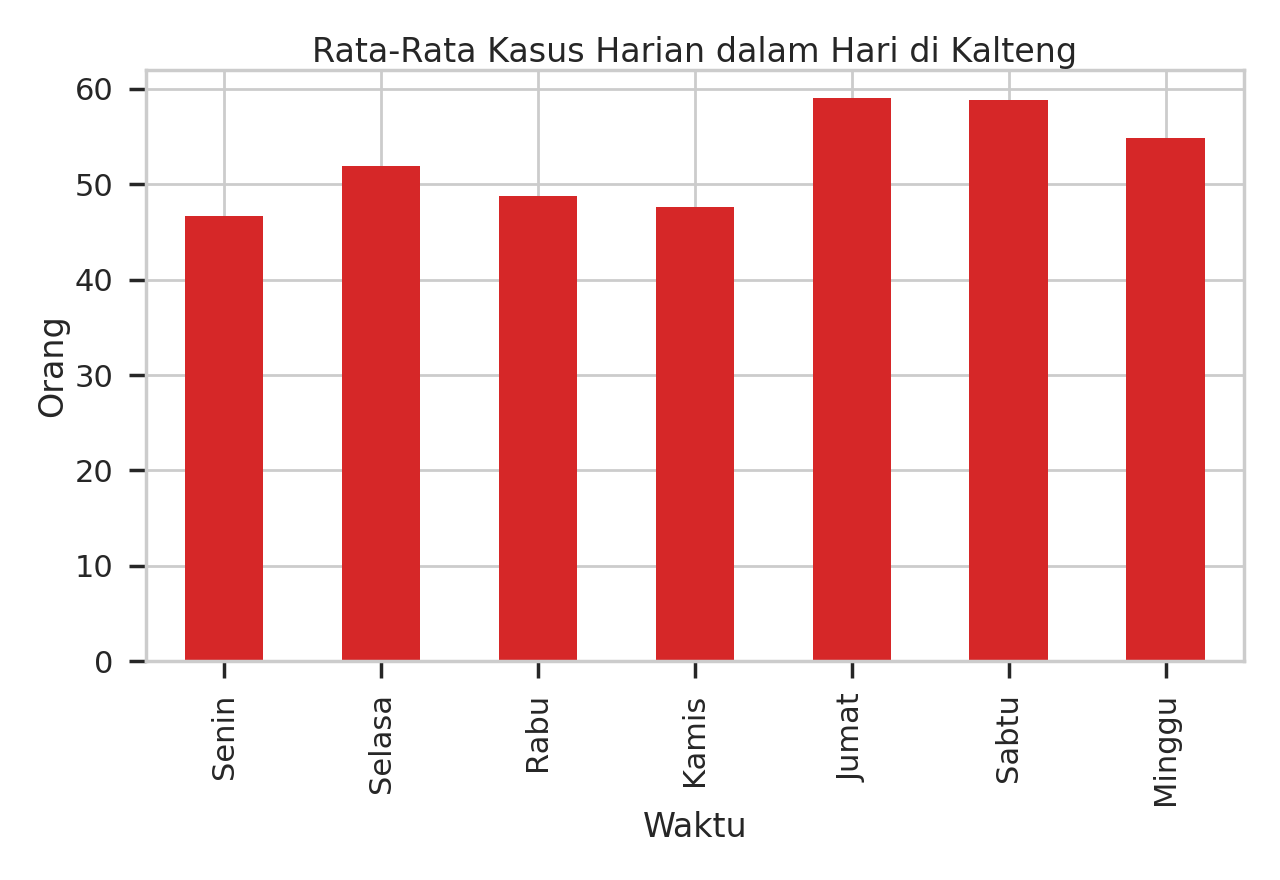 Rata-Rata Kasus Harian dalam Hari di Kalteng
60
50
40
30
20
10
0
Orang
Senin
Selasa
Rabu
Kamis
Jumat
Sabtu
Minggu
Waktu